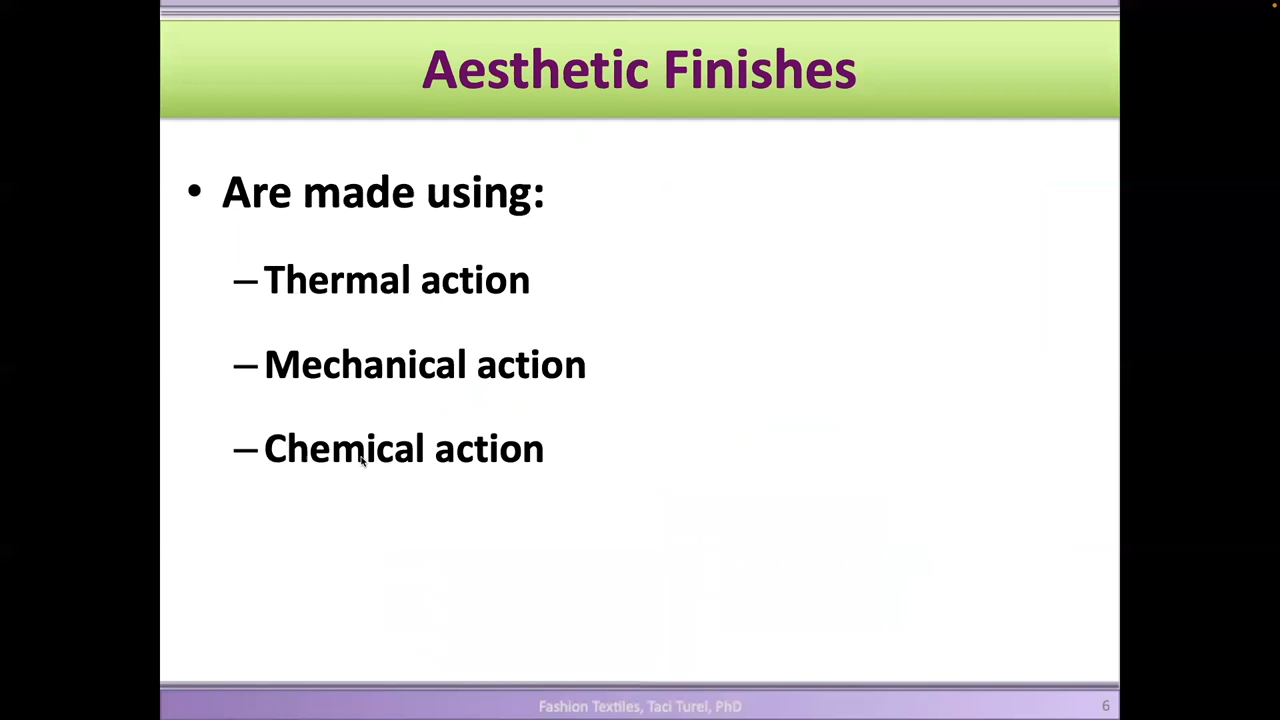 Aesthetic Finishes
• Are made using:
– Thermal action
– Mechanical action
– Chemical action
Fashion Textiles, Taci Turel, PhD
6